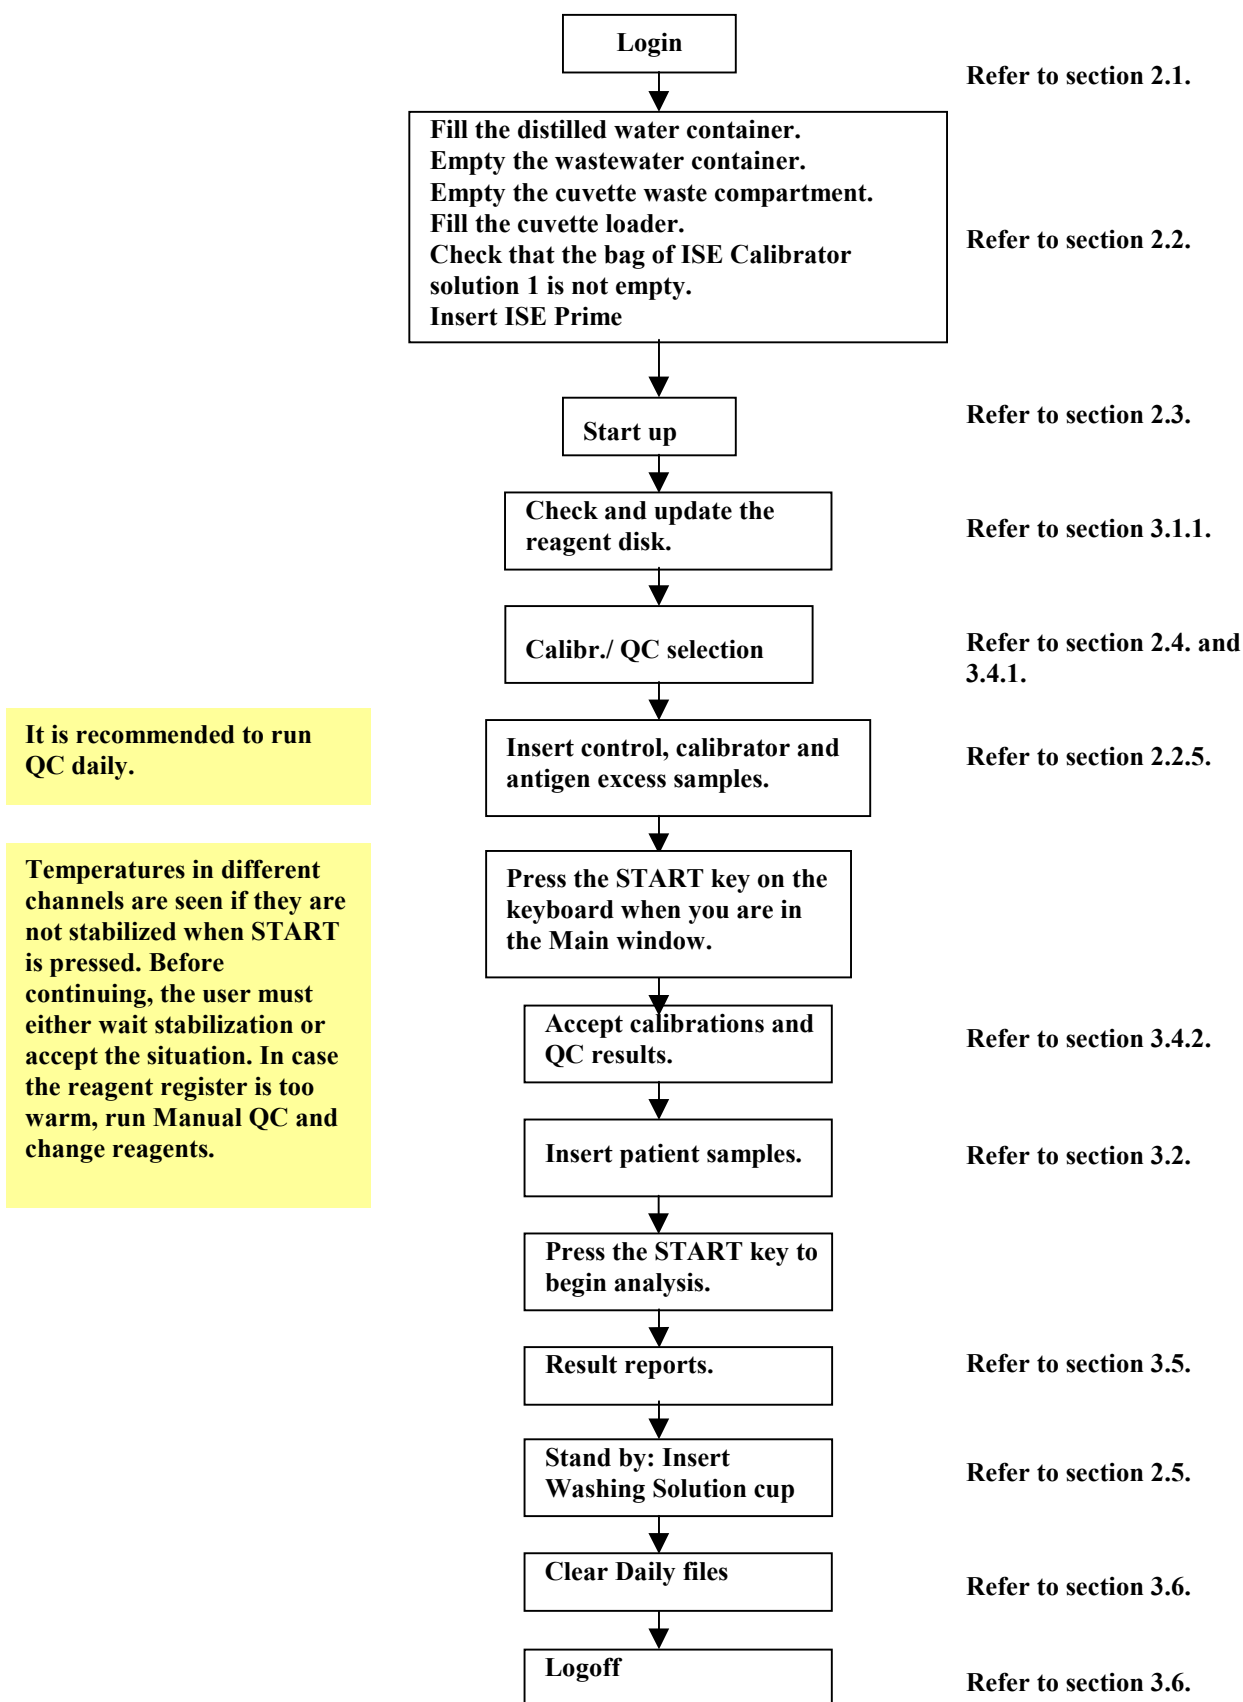 Login
Refer to section 2.1.
Fill the distilled water container.
Empty the wastewater container.
Empty the cuvette waste compartment.
Fill the cuvette loader.
Check that the bag of ISE Calibrator
solution 1 is not empty.
Insert ISE Prime
Refer to section 2.2.
Start up
Refer to section 2.3.
Check and update the
reagent disk.
Refer to section 3.1.1.
Calibr./ QC selection
Refer to section 2.4. and
3.4.1.
It is recommended to run
QC daily.
Insert control, calibrator and
antigen excess samples.
Refer to section 2.2.5.
Temperatures in different
channels are seen if they are
not stabilized when START
is pressed. Before
continuing, the user must
either wait stabilization or
accept the situation. In case
the reagent register is too
warm, run Manual QC and
change reagents.
Press the START key on the
keyboard when you are in
the Main window.
Accept calibrations and
QC results.
Refer to section 3.4.2.
Insert patient samples.
Refer to section 3.2.
Press the START key to
begin analysis.
Result reports.
Refer to section 3.5.
Stand by: Insert
Washing Solution cup
Refer to section 2.5.
Clear Daily files
Refer to section 3.6.
Logoff
Refer to section 3.6.